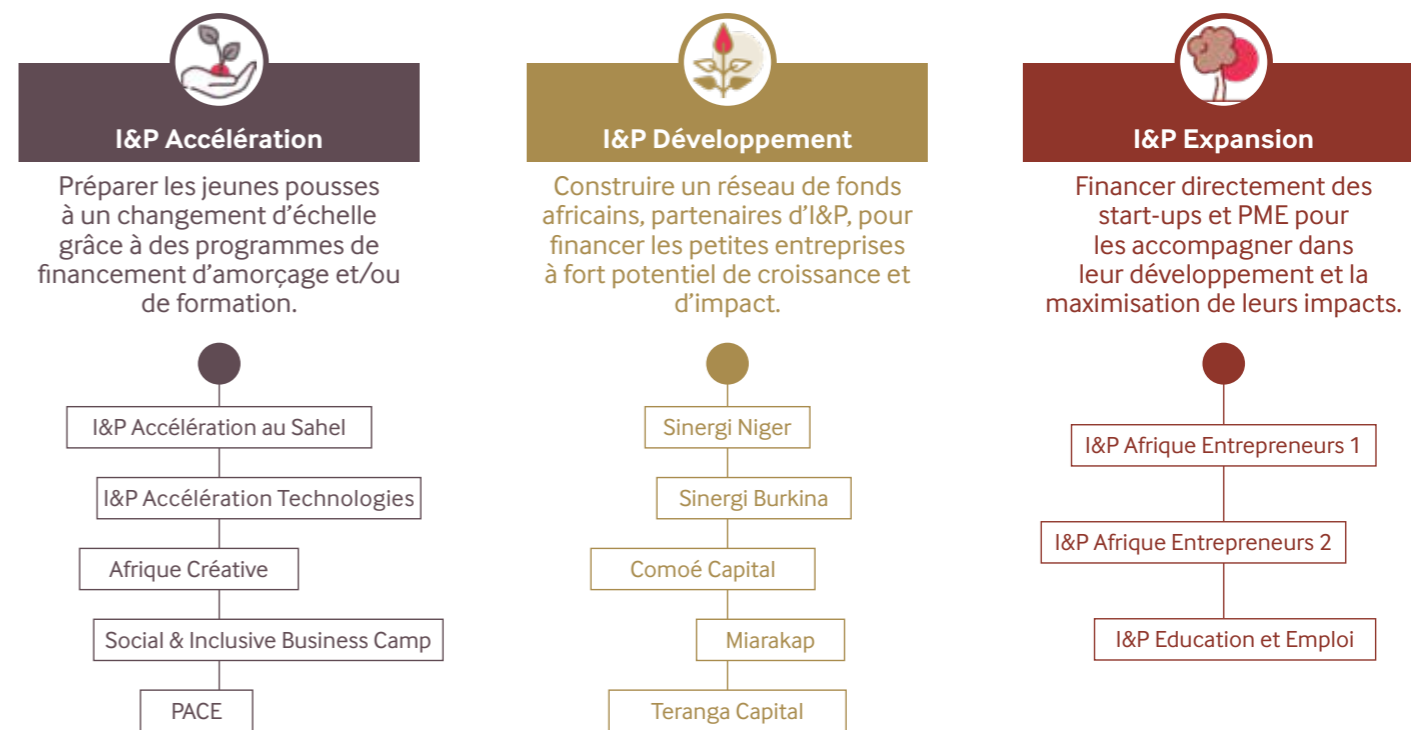 I&P Accélération
Préparer les jeunes pousses
à un changement d'échelle
grâce à des programmes de
financement d'amorçage et/ou
de formation.
I&P Accélération au Sahel
I&P Accélération Technologies
Afrique Créative
Social & Inclusive Business Camp
PACE
I&P Développement
Construire un réseau de fonds
africains, partenaires d'I&P, pour
financer les petites entreprises
à fort potentiel de croissance et
d'impact.
Sinergi Niger
Sinergi Burkina
Comoé Capital
Miarakap
Teranga Capital
I&P Expansion
Financer directement des
start-ups et PME pour
les accompagner dans
leur développement et la
maximisation de leurs impacts.
I&P Afrique Entrepreneurs 1
I&P Afrique Entrepreneurs 2
I&P Education et Emploi